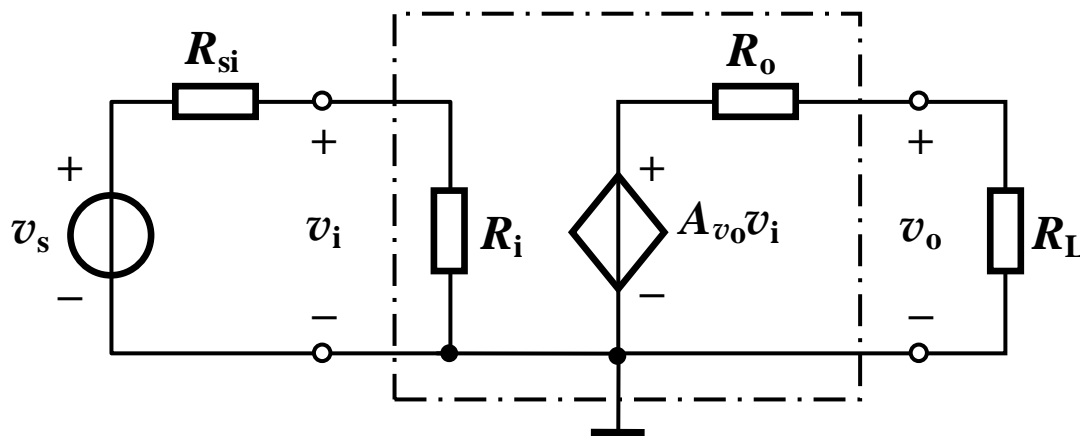 R_si
R_o
+ + + +
v_s v_i R_i A_vo v_i v_o R_L
− − − −